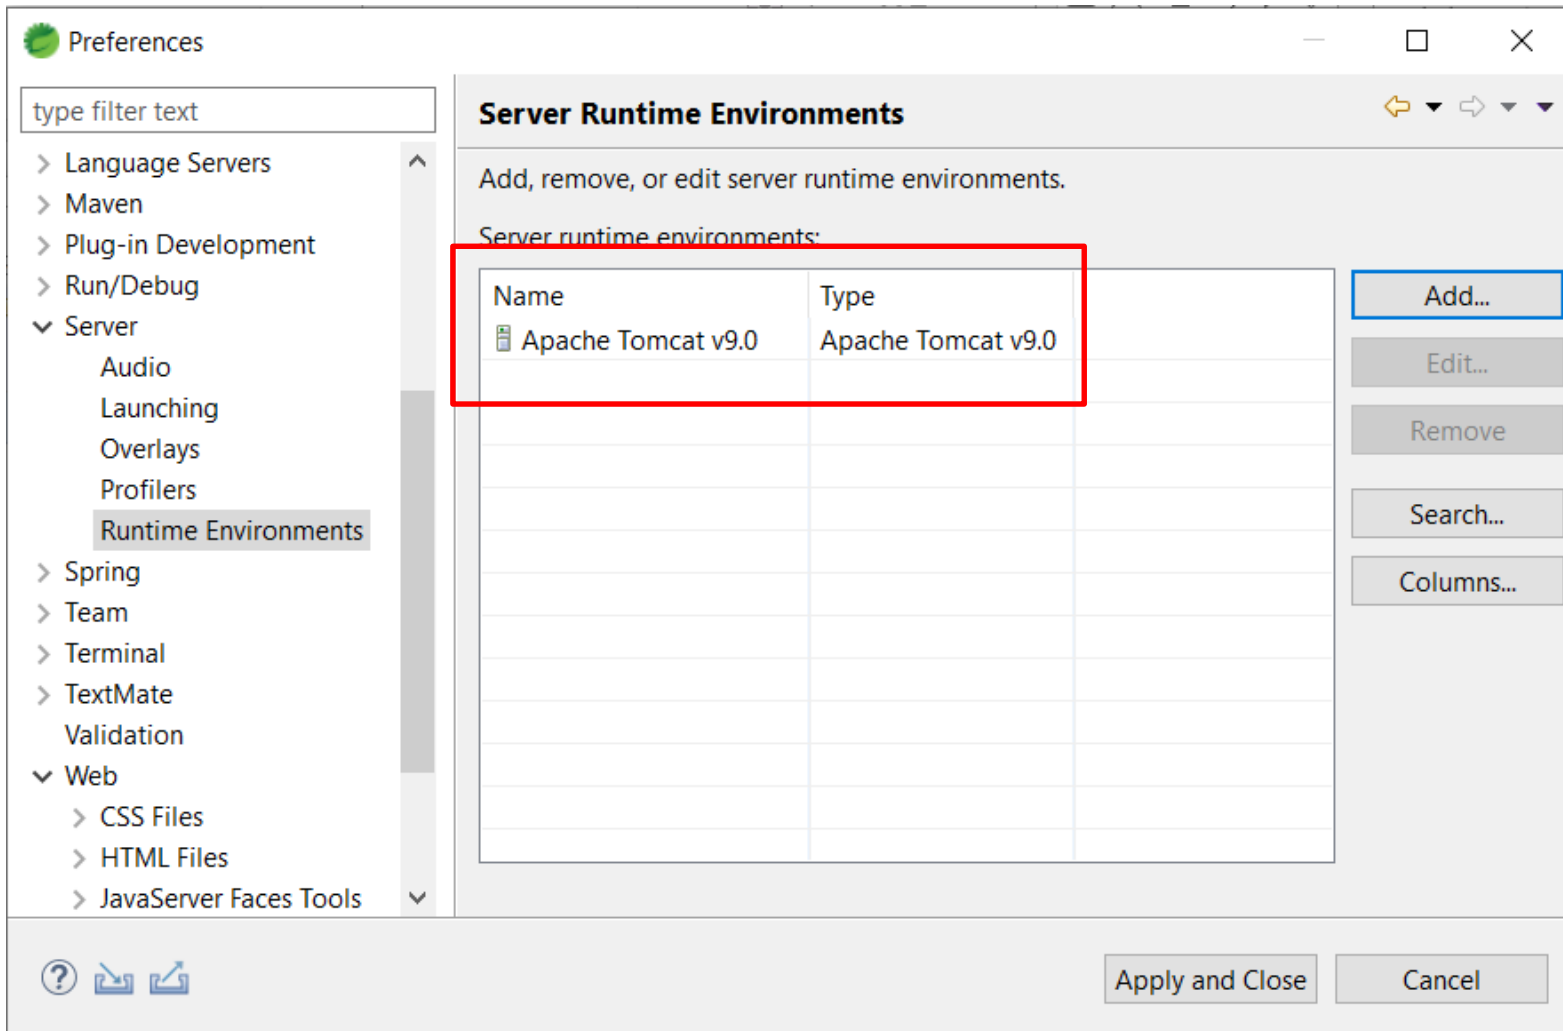 Preferences
type filter text
Language Servers
Maven
Plug-in Development
Run/Debug
Server
Audio
Launching
Overlays
Profilers
Runtime Environments
Spring
Team
Terminal
TextMate
Validation
Web
CSS Files
HTML Files
JavaServer Faces Tools
Server Runtime Environments
Add, remove, or edit server runtime environments.
Server runtime environments:
Name Type
Apache Tomcat v9.0 Apache Tomcat v9.0
Add...
Edit...
Remove
Search...
Columns...
?
Apply and Close Cancel